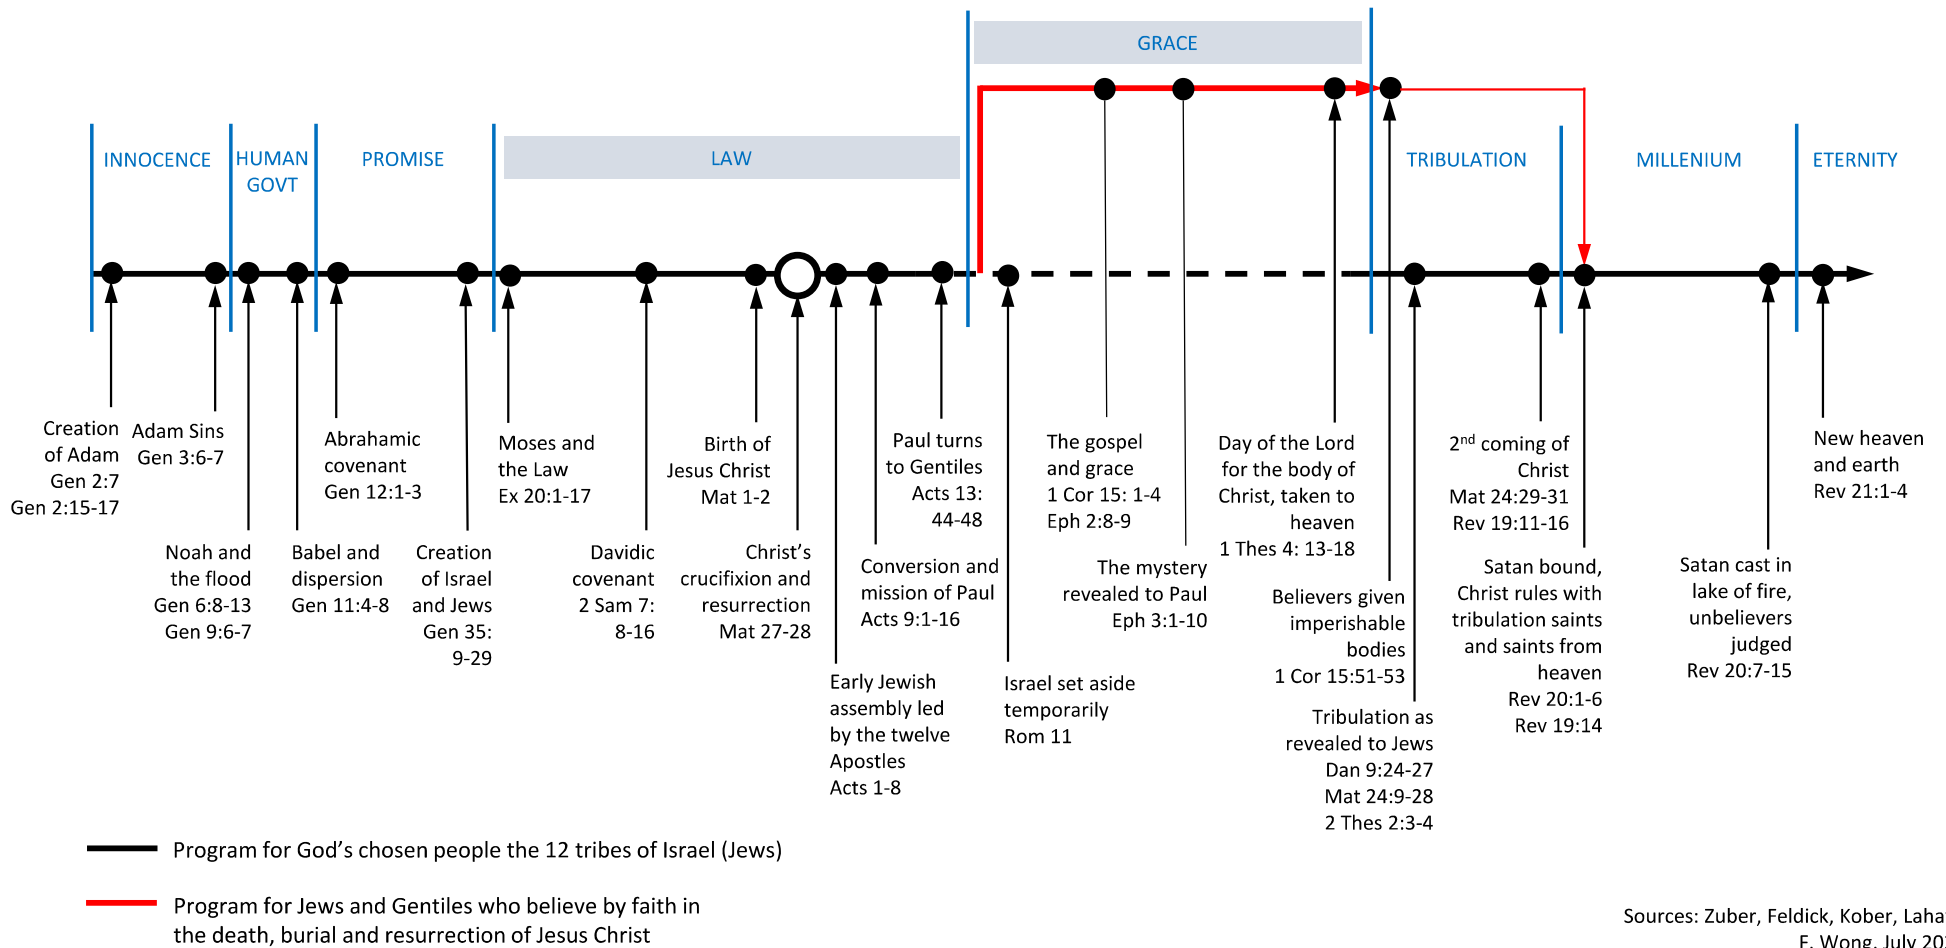 GRACE
INNOCENCE
HUMAN
GOVT
PROMISE
LAW
TRIBULATION
MILLENIUM
ETERNITY
Creation
of Adam
Gen 2:7
Gen 2:15-17
Adam Sins
Gen 3:6-7
Noah and
the flood
Gen 6:8-13
Gen 9:6-7
Babel and
dispersion
Gen 11:4-8
Abrahamic
covenant
Gen 12:1-3
Creation
of Israel
and Jews
Gen 35:
9-29
Moses and
the Law
Ex 20:1-17
Davidic
covenant
2 Sam 7:
8-16
Birth of
Jesus Christ
Mat 1-2
Christ’s
crucifixion and
resurrection
Mat 27-28
Early Jewish
assembly led
by the twelve
Apostles
Acts 1-8
Conversion and
mission of Paul
Acts 9:1-16
Paul turns
to Gentiles
Acts 13:
44-48
Israel set aside
temporarily
Rom 11
The gospel
and grace
1 Cor 15: 1-4
Eph 2:8-9
The mystery
revealed to Paul
Eph 3:1-10
Day of the Lord
for the body of
Christ, taken to
heaven
1 Thes 4: 13-18
Believers given
imperishable
bodies
1 Cor 15:51-53
Tribulation as
revealed to Jews
Dan 9:24-27
Mat 24:9-28
2 Thes 2:3-4
2nd coming of
Christ
Mat 24:29-31
Rev 19:11-16
Satan bound,
Christ rules with
tribulation saints
and saints from
heaven
Rev 20:1-6
Rev 19:14
Satan cast in
lake of fire,
unbelievers
judged
Rev 20:7-15
New heaven
and earth
Rev 21:1-4
Program for God’s chosen people the 12 tribes of Israel (Jews)
Program for Jews and Gentiles who believe by faith in
the death, burial and resurrection of Jesus Christ
Sources: Zuber, Feldick, Kober,
Wong, July